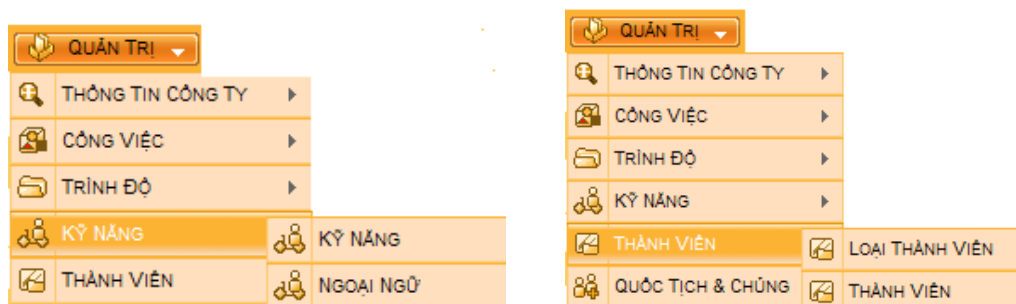 QUẢN TRỊ
THÔNG TIN CÔNG TY
CÔNG VIỆC
TRÌNH ĐỘ
KỸ NĂNG
KỸ NĂNG
THÀNH VIÊN
NGOẠI NGỮ
QUẢN TRỊ
THÔNG TIN CÔNG TY
CÔNG VIỆC
TRÌNH ĐỘ
KỸ NĂNG
THÀNH VIÊN
LOẠI THÀNH VIÊN
QUỐC TỊCH & CHỦNG
THÀNH VIÊN